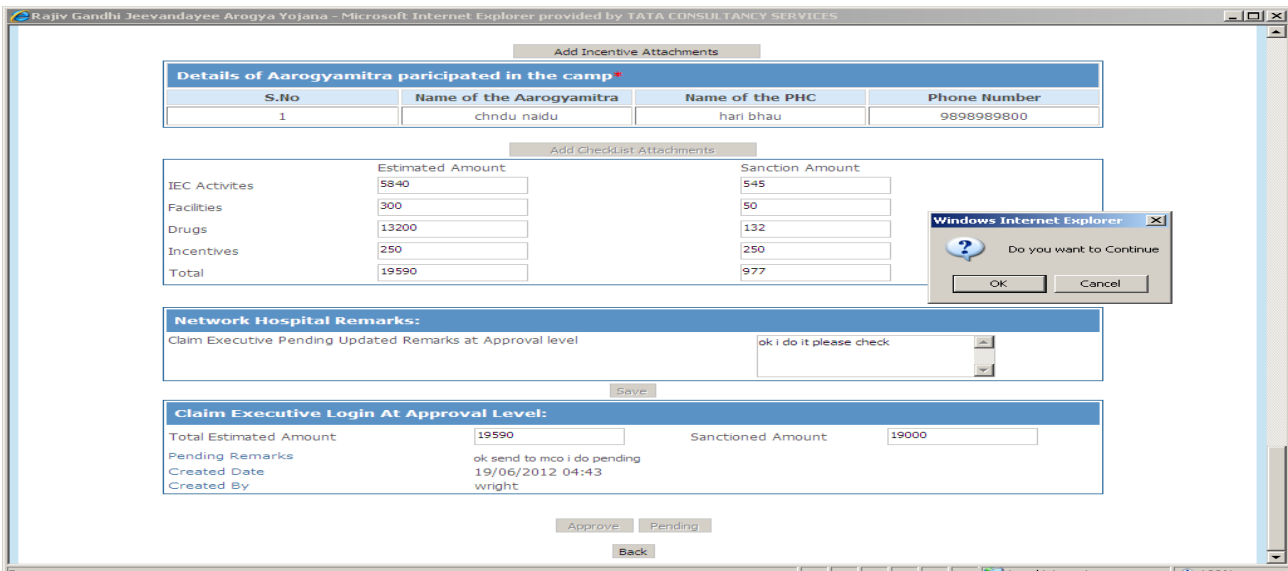 Rajiv Gandhi Jeevandayee Arogya Yojana - Microsoft Internet Explorer provided by TATA CONSULTANCY SERVICES
Add Incentive Attachments
Details of Aarogyamitra paricipated in the camp*
S.No Name of the Aarogyamitra Name of the PHC Phone Number
1 chndu naidu hari bhau 9898989800
Add CheckList Attachments
Estimated Amount Sanction Amount
IEC Activites 5840 545
Facilities 300 50
Drugs 13200 132
Incentives 250 250
Total 19590 977
Windows Internet Explorer
Do you want to Continue
OK Cancel
Network Hospital Remarks:
Claim Executive Pending Updated Remarks at Approval level ok i do it please check
Save
Claim Executive Login At Approval Level:
Total Estimated Amount 19590 Sanctioned Amount 19000
Pending Remarks ok send to mco i do pending
Created Date 19/06/2012 04:43
Created By wright
Approve Pending
Back